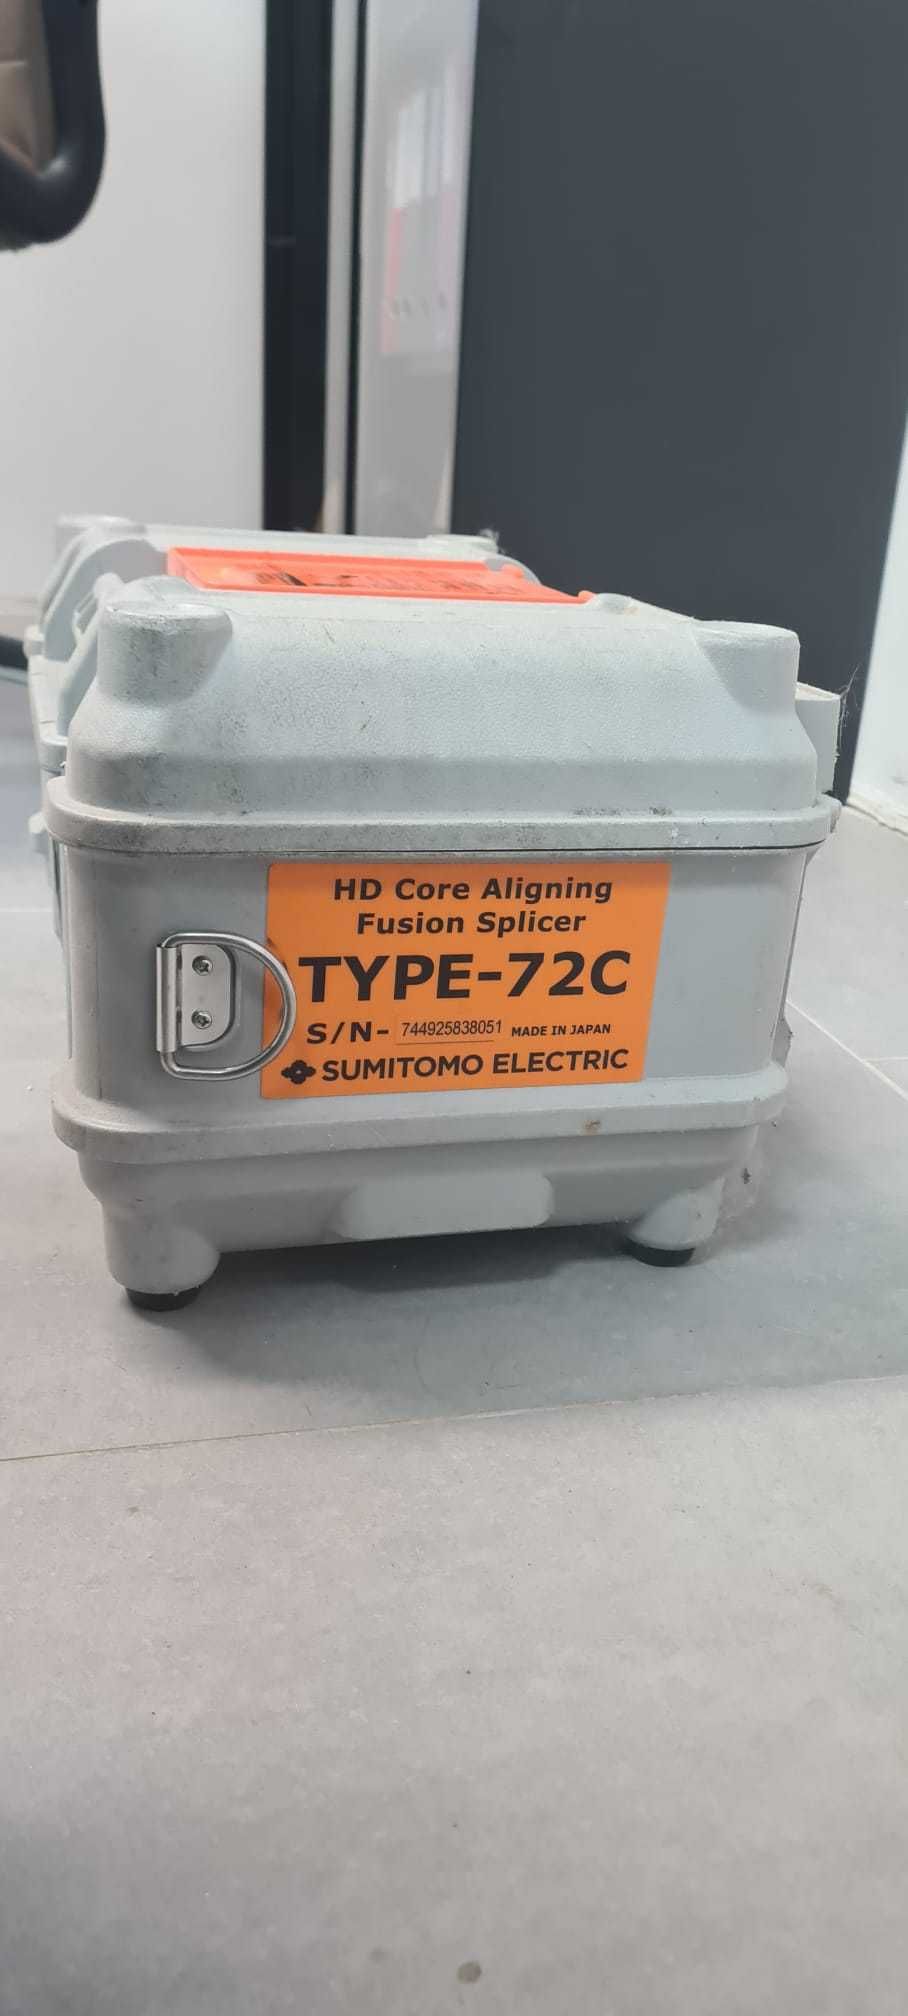 HD Core Aligning
Fusion Splicer
TYPE-72C
S/N- 744925838051 MADE IN JAPAN
SUMITOMO ELECTRIC